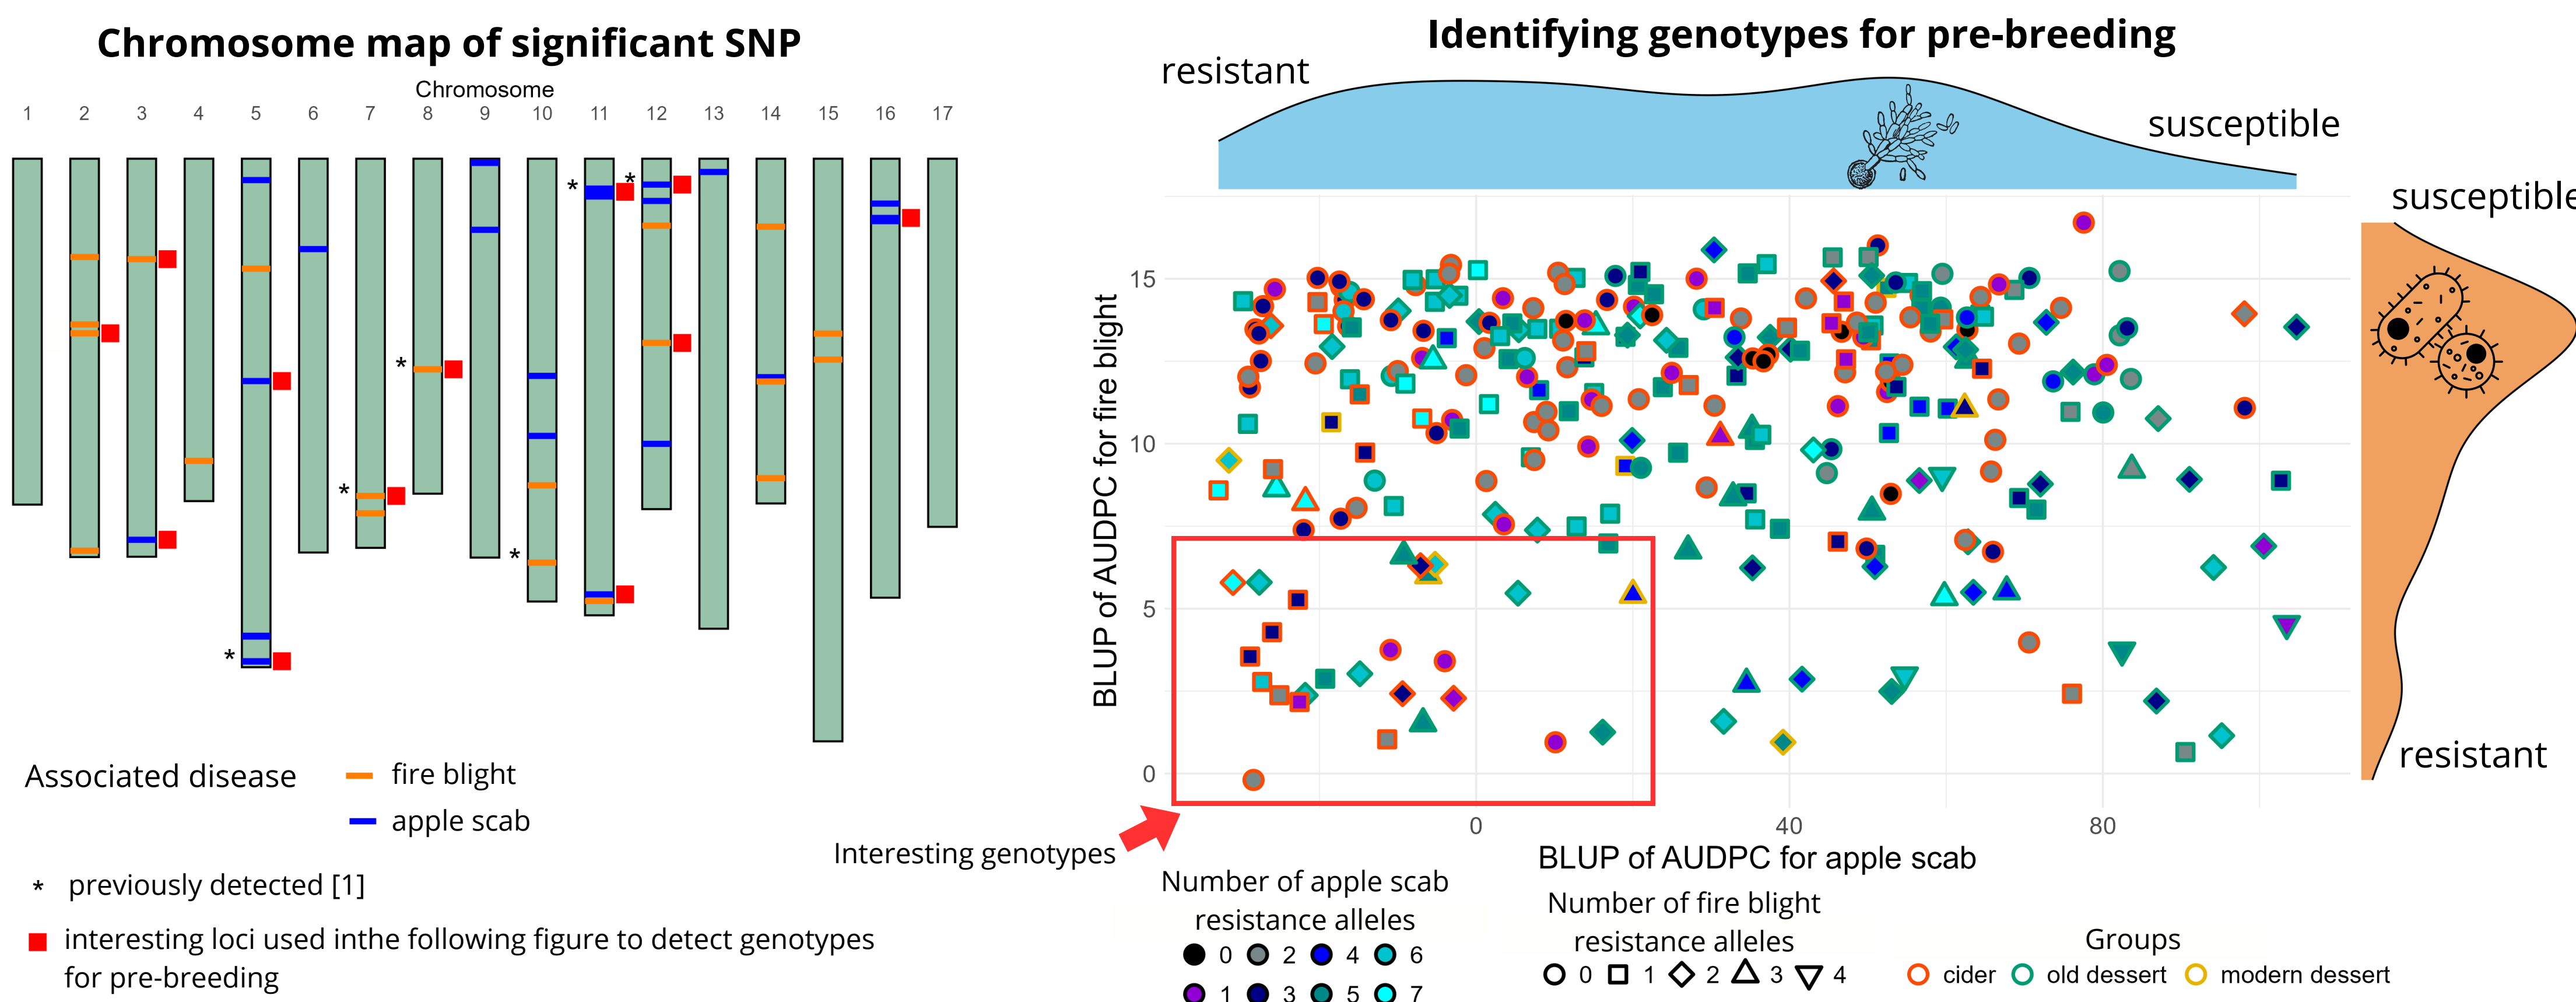 Chromosome map of significant SNP
Chromosome
1 2 3 4 5 6 7 8 9 10 11 12 13 14 15 16 17
* *
*
*
*
*
Associated disease
fire blight
apple scab
* previously detected [1]
interesting loci used inthe following figure to detect genotypes
for pre-breeding
Identifying genotypes for pre-breeding
resistant
susceptible
susceptible
resistant
BLUP of AUDPC for fire blight
15
10
5
0
0 40 80
BLUP of AUDPC for apple scab
Interesting genotypes
Number of apple scab
resistance alleles
0 2 4 6
1 3 5 7
Number of fire blight
resistance alleles
0 1 2 3 4
Groups
cider old dessert modern dessert